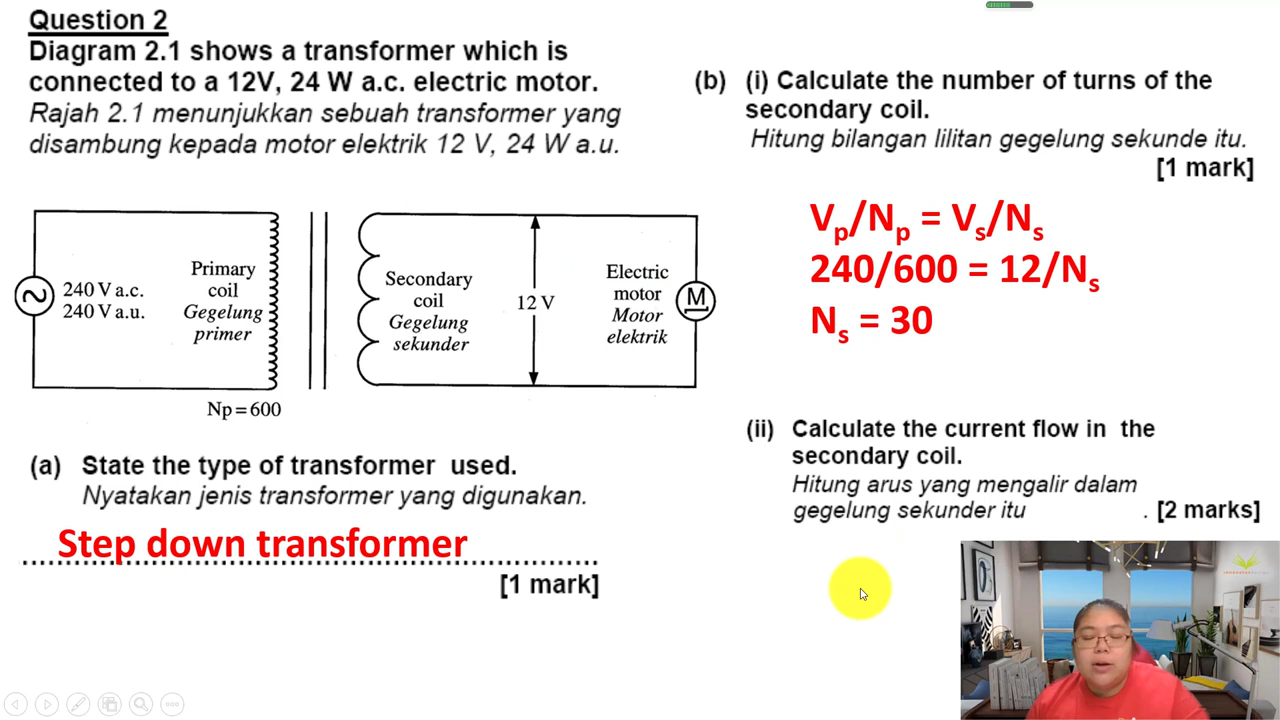 Question 2
Diagram 2.1 shows a transformer which is
connected to a 12V, 24 W a.c. electric motor.
Rajah 2.1 menunjukkan sebuah transformer yang
disambung kepada motor elektrik 12 V, 24 W a.u.
240 V a.c.
240 V a.u.
Primary
coil
Gegelung
primer
Np = 600
Secondary
coil
Gegelung
sekunder
12 V
Electric
motor
Motor
elektrik
M
(a) State the type of transformer used.
Nyatakan jenis transformer yang digunakan.
Step down transformer
[1 mark]
(b) (i) Calculate the number of turns of the
secondary coil.
Hitung bilangan lilitan gegelung sekunde itu.
[1 mark]
Vp/Np = Vs/Ns
240/600 = 12/Ns
Ns = 30
(ii) Calculate the current flow in the
secondary coil.
Hitung arus yang mengalir dalam
gegelung sekunder itu . [2 marks]